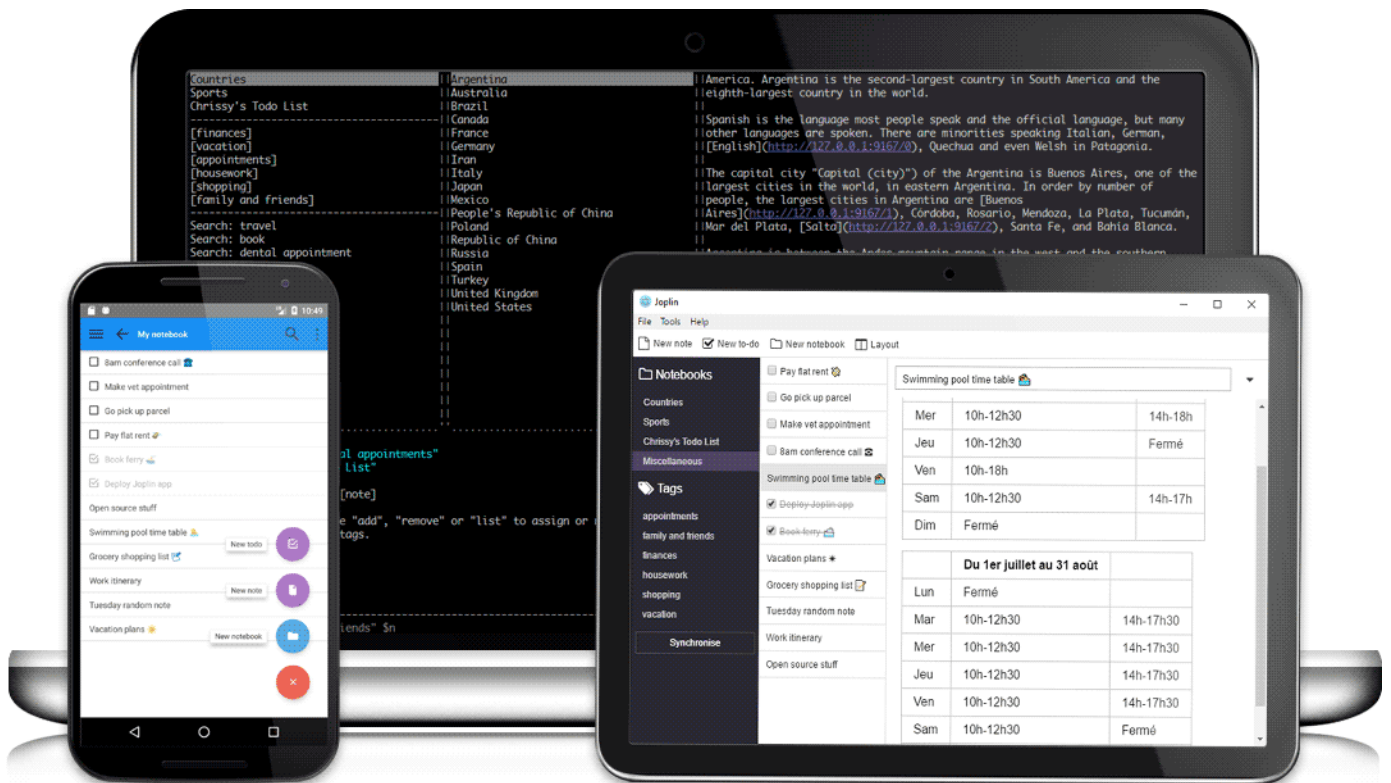 Countries
Sports
Chrissy's Todo List
[finances]
[vacation]
[appointments]
[housework]
[shopping]
[family and friends]
Search: travel
Search: book
Search: dental appointment
Argentina
Australia
Brazil
Canada
France
Germany
Iran
Italy
Japan
Mexico
People's Republic of China
Poland
Republic of China
Russia
Spain
Turkey
United Kingdom
United States
America. Argentina is the second-largest country in South America and the
eighth-largest country in the world.
Spanish is the language most people speak and the official language, but many
other languages are spoken. There are minorities speaking Italian, German,
[English](http://127.0.0.1:9167/0), Quechua and even Welsh in Patagonia.
The capital city "Capital (city)") of the Argentina is Buenos Aires, one of the
largest cities in the world, in eastern Argentina. In order by number of
people, the largest cities in Argentina are [Buenos
Aires](http://127.0.0.1:9167/1), Córdoba, Rosario, Mendoza, La Plata, Tucumán,
Mar del Plata, [Salta](http://127.0.0.1:9167/2), Santa Fe, and Bahía Blanca.
al appointments"
List"
[note]
"add", "remove" or "list" to assign or
tags.
iends" $n
10:49
My notebook
8am conference call
Make vet appointment
Go pick up parcel
Pay flat rent
Book ferry
Deploy Joplin app
Open source stuff
Swimming pool time table
New todo
Grocery shopping list
Work itinerary
New note
Tuesday random note
Vacation plans
New notebook
Joplin
File Tools Help
New note New to-do New notebook Layout
Notebooks
Countries
Sports
Chrissy's Todo List
Miscellaneous
Tags
appointments
family and friends
finances
housework
shopping
vacation
Synchronise
Pay flat rent
Go pick up parcel
Make vet appointment
8am conference call
Swimming pool time table
Deploy Joplin app
Book ferry
Vacation plans
Grocery shopping list
Tuesday random note
Work itinerary
Open source stuff
Swimming pool time table
Mer 10h-12h30 14h-18h
Jeu 10h-12h30 Fermé
Ven 10h-18h
Sam 10h-12h30 14h-17h
Dim Fermé
Du 1er juillet au 31 août
Lun Fermé
Mar 10h-12h30 14h-17h30
Mer 10h-12h30 14h-17h30
Jeu 10h-12h30 14h-17h30
Ven 10h-12h30 14h-17h30
Sam 10h-12h30 Fermé